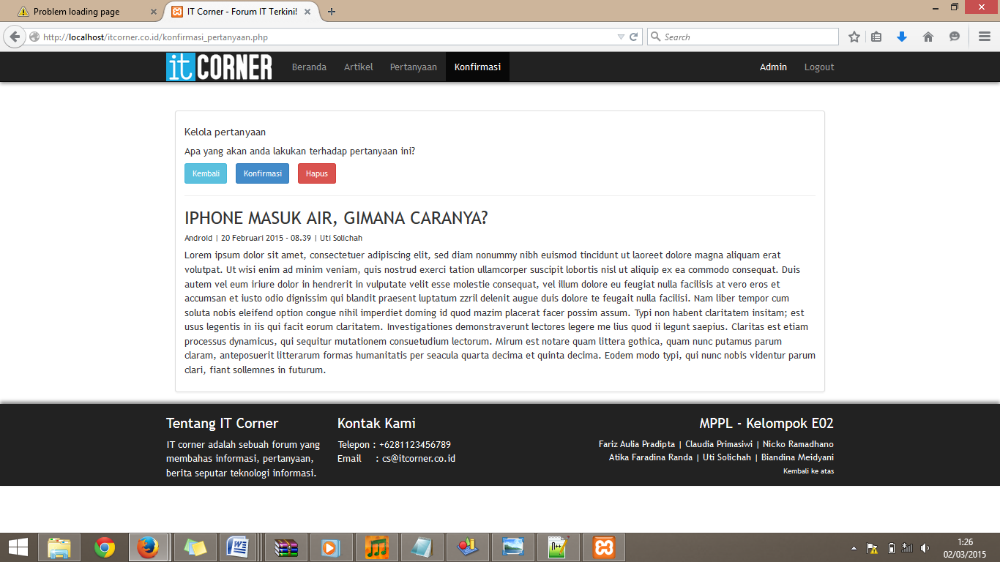 Problem loading page
IT Corner - Forum IT Terkini!
http://localhost/itcorner.co.id/konfirmasi_pertanyaan.php
Search
it CORNER
Beranda
Artikel
Pertanyaan
Konfirmasi
Admin
Logout
Kelola pertanyaan
Apa yang akan anda lakukan terhadap pertanyaan ini?
Kembali
Konfirmasi
Hapus
IPHONE MASUK AIR, GIMANA CARANYA?
Android | 20 Februari 2015 - 08.39 | Uti Solichah
Lorem ipsum dolor sit amet, consectetuer adipiscing elit, sed diam nonummy nibh euismod tincidunt ut laoreet dolore magna aliquam erat
volutpat. Ut wisi enim ad minim veniam, quis nostrud exerci tation ullamcorper suscipit lobortis nisl ut aliquip ex ea commodo consequat. Duis
autem vel eum iriure dolor in hendrerit in vulputate velit esse molestie consequat, vel illum dolore eu feugiat nulla facilisis at vero eros et
accumsan et iusto odio dignissim qui blandit praesent luptatum zzril delenit augue duis dolore te feugait nulla facilisi. Nam liber tempor cum
soluta nobis eleifend option congue nihil imperdiet doming id quod mazim placerat facer possim assum. Typi non habent claritatem insitam; est
usus legentis in iis qui facit eorum claritatem. Investigationes demonstraverunt lectores legere me lius quod ii legunt saepius. Claritas est etiam
processus dynamicus, qui sequitur mutationem consuetudium lectorum. Mirum est notare quam littera gothica, quam nunc putamus parum
claram, anteposuerit litterarum formas humanitatis per seacula quarta decima et quinta decima. Eodem modo typi, qui nunc nobis videntur parum
clari, fiant sollemnes in futurum.
Tentang IT Corner
IT corner adalah sebuah forum yang
membahas informasi, pertanyaan,
berita seputar teknologi informasi.
Kontak Kami
Telepon : +6281123456789
Email : cs@itcorner.co.id
MPPL - Kelompok E02
Fariz Aulia Pradipta | Claudia Primasiwi | Nicko Ramadhano
Atika Faradina Randa | Uti Solichah | Biandina Meidyani
Kembali ke atas
1:26
02/03/2015